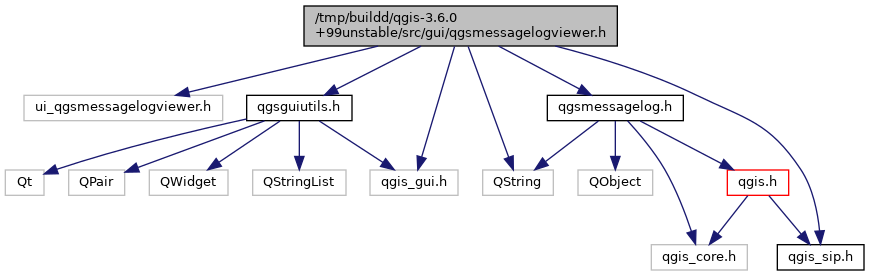 /tmp/buildd/qgis-3.6.0
+99unstable/src/gui/qgsmessagelogviewer.h
ui_qgsmessagelogviewer.h
qgsguiutils.h
qgsmessagelog.h
Qt
QPair
QWidget
QStringList
qgis_gui.h
QString
QObject
qgis.h
qgis_core.h
qgis_sip.h